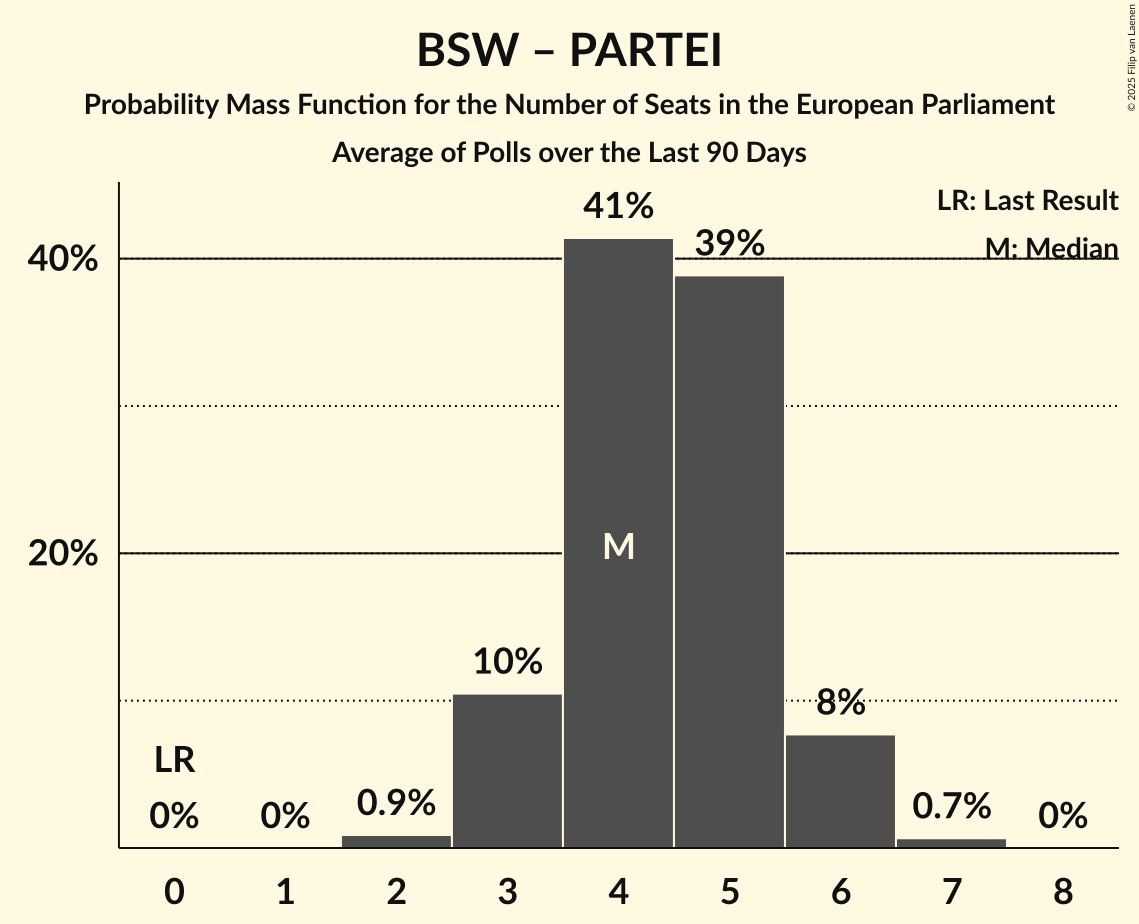 BSW – PARTEI
Probability Mass Function for the Number of Seats in the European Parliament
Average of Polls over the Last 90 Days
© 2025 Filip van Laenen
LR: Last Result
M: Median
41%
39%
40%
20%
M
10%
8%
LR
0%
0%
0.9%
0.7%
0%
0 1 2 3 4 5 6 7 8